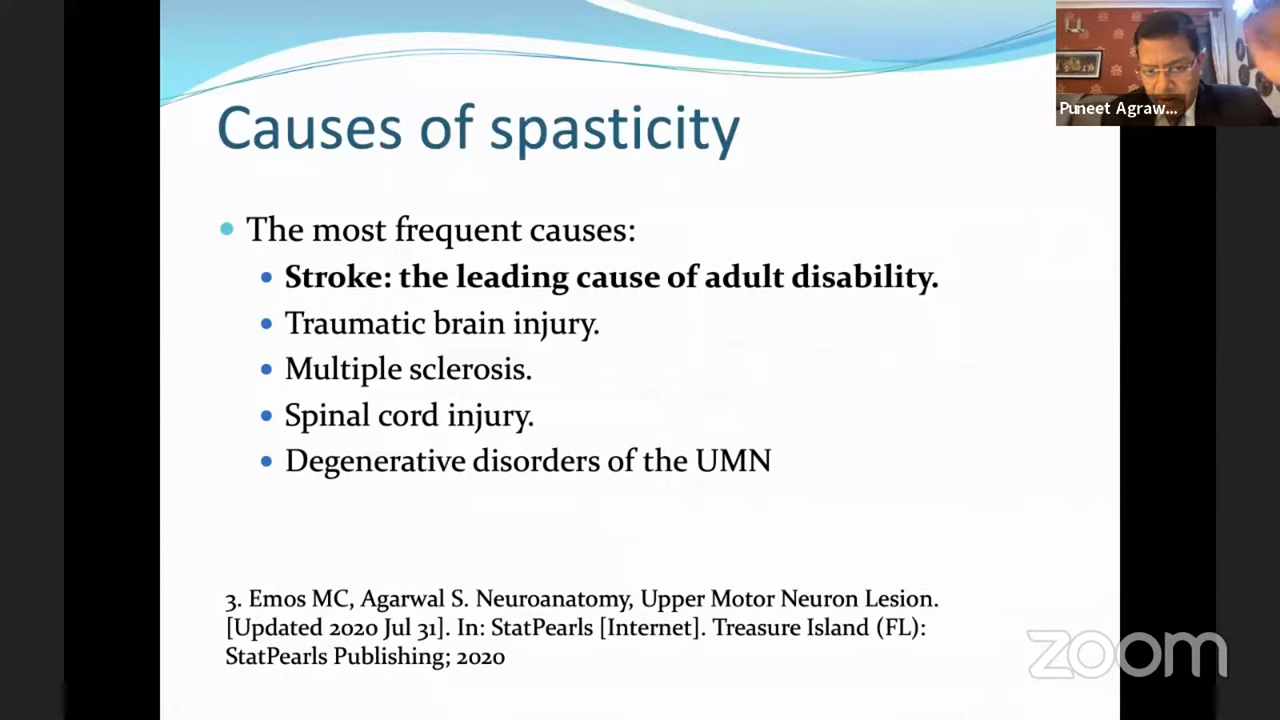 Causes of spasticity
• The most frequent causes:
• Stroke: the leading cause of adult disability.
• Traumatic brain injury.
• Multiple sclerosis.
• Spinal cord injury.
• Degenerative disorders of the UMN
3. Emos MC, Agarwal S. Neuroanatomy, Upper Motor Neuron Lesion.
[Updated 2020 Jul 31]. In: StatPearls [Internet]. Treasure Island (FL):
StatPearls Publishing; 2020
Puneet Agraw...
zoom